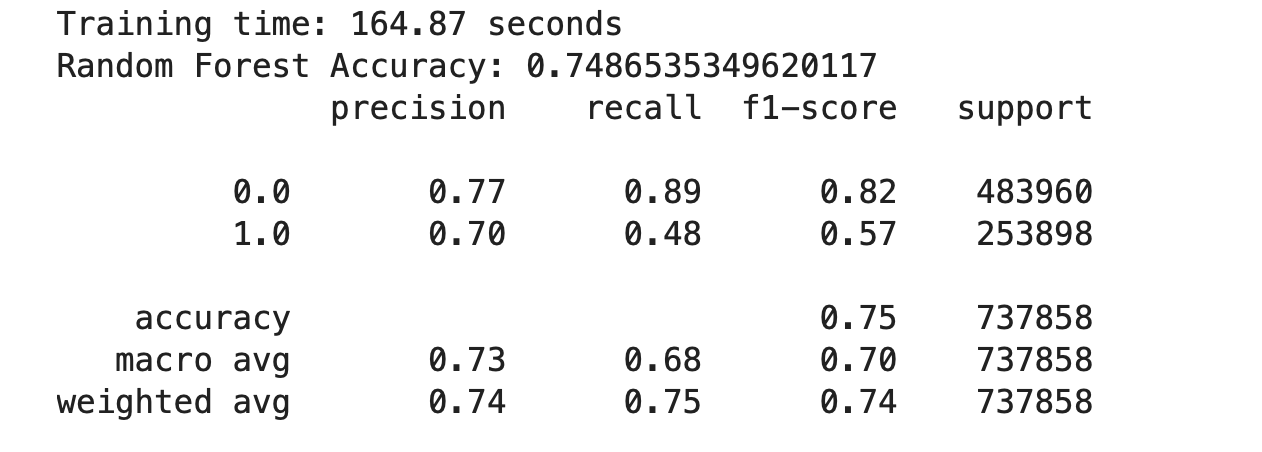 Training time: 164.87 seconds
Random Forest Accuracy: 0.7486535349620117
precision recall f1-score support
0.0 0.77 0.89 0.82 483960
1.0 0.70 0.48 0.57 253898
accuracy 0.75 737858
macro avg 0.73 0.68 0.70 737858
weighted avg 0.74 0.75 0.74 737858